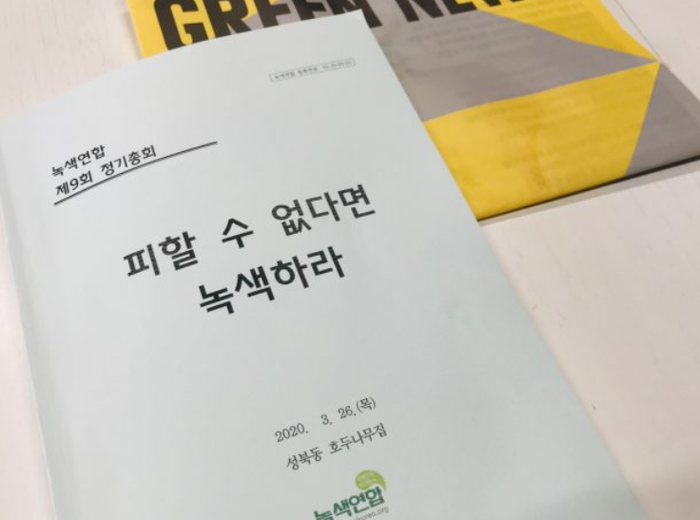 GREEN NEW
녹색연합
제9회 정기총회
피할 수 없다면
녹색하라
2020. 3. 26.(목)
성북동 호두나무집
녹색연합